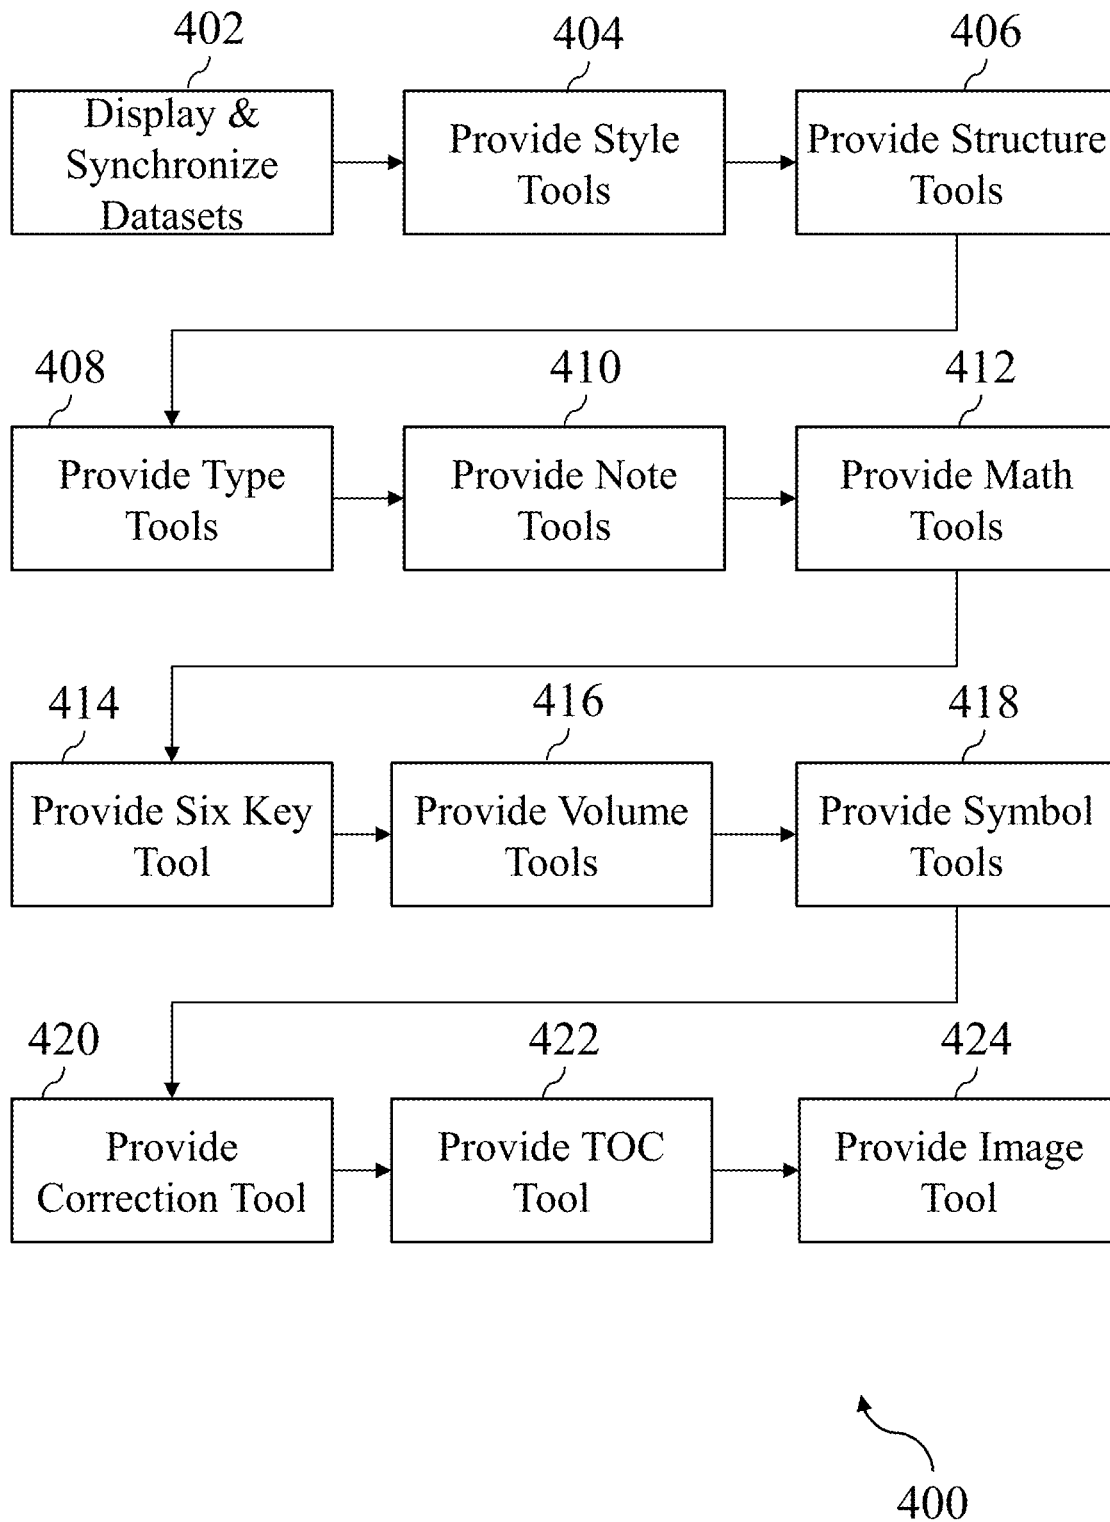 402
404
406
Display &
Synchronize
Datasets
Provide Style
Tools
Provide Structure
Tools
408
410
412
Provide Type
Tools
Provide Note
Tools
Provide Math
Tools
414
416
418
Provide Six Key
Tool
Provide Volume
Tools
Provide Symbol
Tools
420
422
424
Provide
Correction Tool
Provide TOC
Tool
Provide Image
Tool
400